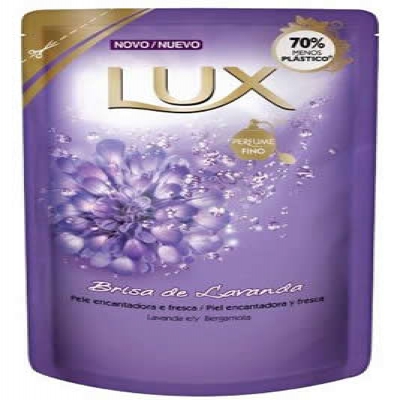 NOVO / NUEVO
LUX
70%
MENOS
PLÁSTICO
PERFUME
FINO
Brisa de Lavanda
Pele encantadora e fresca / Piel encantadora y fresca
Lavanda e/y Bergamota